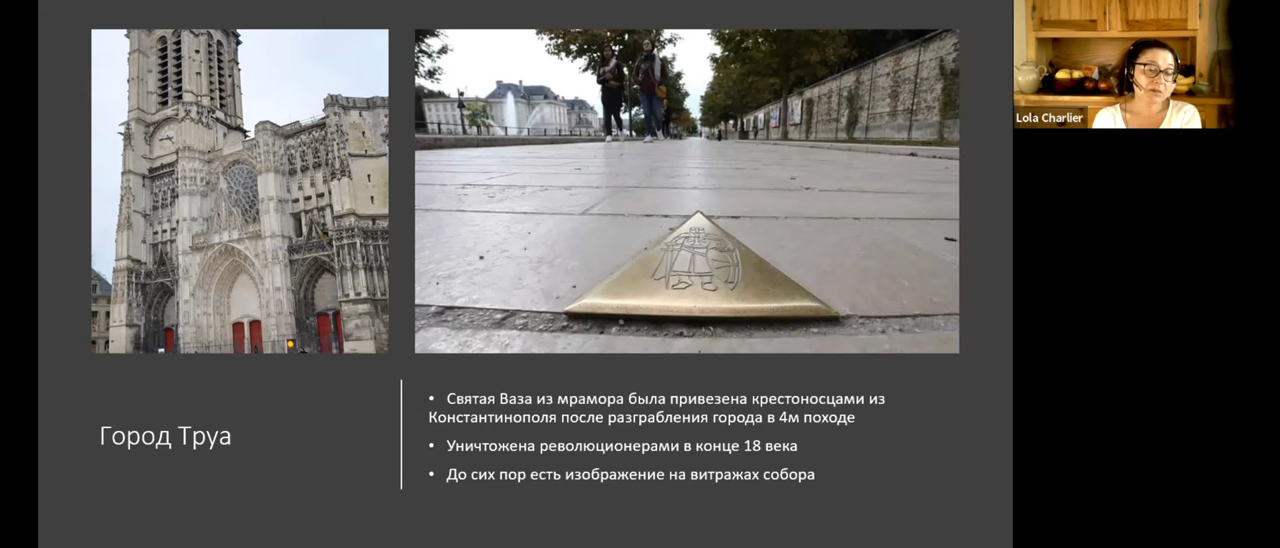 Lola Charlier
Город Труа
• Святая Ваза из мрамора была привезена крестоносцами из
Константинополя после разграбления города в 4м походе
• Уничтожена революционерами в конце 18 века
• До сих пор есть изображение на витражах собора